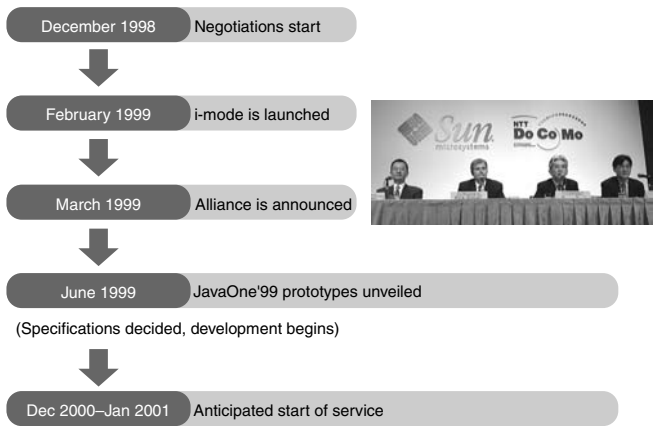 December 1998 Negotiations start
February 1999 i-mode is launched
Sun
microsystems
NTT
DoCoMo
March 1999 Alliance is announced
June 1999 JavaOne'99 prototypes unveiled
(Specifications decided, development begins)
Dec 2000–Jan 2001 Anticipated start of service